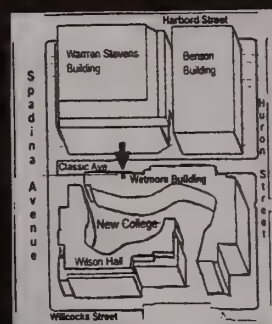 Harbord Street
Warren Stevens
Building
Benson
Building
Spadina Avenue
Huron Street
Classic Ave
Wetmore Building
New College
Wilson Hall
Willcocks Street